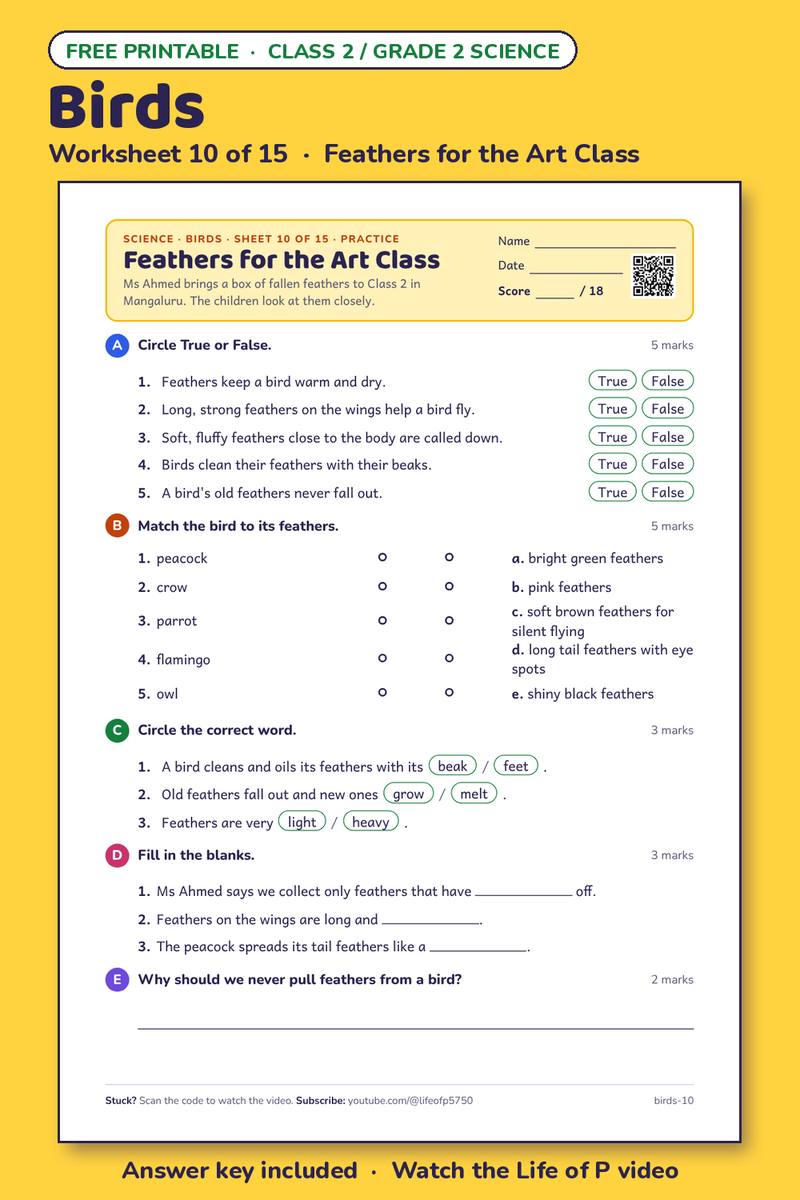 FREE PRINTABLE · CLASS 2 / GRADE 2 SCIENCE
Birds
Worksheet 10 of 15 · Feathers for the Art Class
SCIENCE · BIRDS · SHEET 10 OF 15 · PRACTICE
Feathers for the Art Class
Ms Ahmed brings a box of fallen feathers to Class 2 in
Mangaluru. The children look at them closely.
Name ____________
Date ____________
Score ______ / 18
A Circle True or False. 5 marks
1. Feathers keep a bird warm and dry. True False
2. Long, strong feathers on the wings help a bird fly. True False
3. Soft, fluffy feathers close to the body are called down. True False
4. Birds clean their feathers with their beaks. True False
5. A bird's old feathers never fall out. True False
B Match the bird to its feathers. 5 marks
1. peacock a. bright green feathers
2. crow b. pink feathers
3. parrot c. soft brown feathers for
silent flying
4. flamingo d. long tail feathers with eye
spots
5. owl e. shiny black feathers
C Circle the correct word. 3 marks
1. A bird cleans and oils its feathers with its beak / feet .
2. Old feathers fall out and new ones grow / melt .
3. Feathers are very light / heavy .
D Fill in the blanks. 3 marks
1. Ms Ahmed says we collect only feathers that have ____________ off.
2. Feathers on the wings are long and ____________.
3. The peacock spreads its tail feathers like a ____________.
E Why should we never pull feathers from a bird? 2 marks
Stuck? Scan the code to watch the video. Subscribe: youtube.com/@lifeofp5750 birds-10
Answer key included · Watch the Life of P video